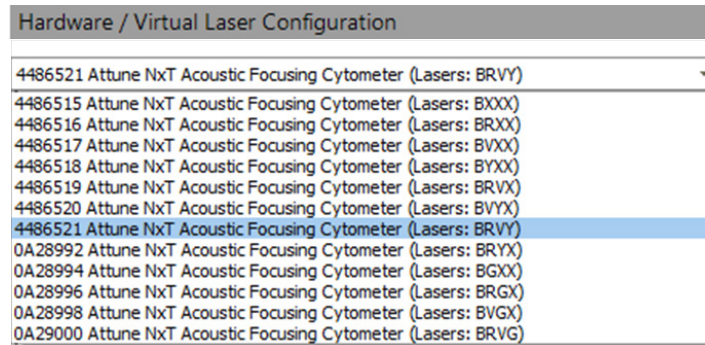 Hardware / Virtual Laser Configuration
4486521 Attune NxT Acoustic Focusing Cytometer (Lasers: BRVY)
4486515 Attune NxT Acoustic Focusing Cytometer (Lasers: BXXX)
4486516 Attune NxT Acoustic Focusing Cytometer (Lasers: BRXX)
4486517 Attune NxT Acoustic Focusing Cytometer (Lasers: BVXX)
4486518 Attune NxT Acoustic Focusing Cytometer (Lasers: BYXX)
4486519 Attune NxT Acoustic Focusing Cytometer (Lasers: BRVX)
4486520 Attune NxT Acoustic Focusing Cytometer (Lasers: BVYX)
4486521 Attune NxT Acoustic Focusing Cytometer (Lasers: BRVY)
0A28992 Attune NxT Acoustic Focusing Cytometer (Lasers: BRYX)
0A28994 Attune NxT Acoustic Focusing Cytometer (Lasers: BGXX)
0A28996 Attune NxT Acoustic Focusing Cytometer (Lasers: BRGX)
0A28998 Attune NxT Acoustic Focusing Cytometer (Lasers: BVGX)
0A29000 Attune NxT Acoustic Focusing Cytometer (Lasers: BRVG)